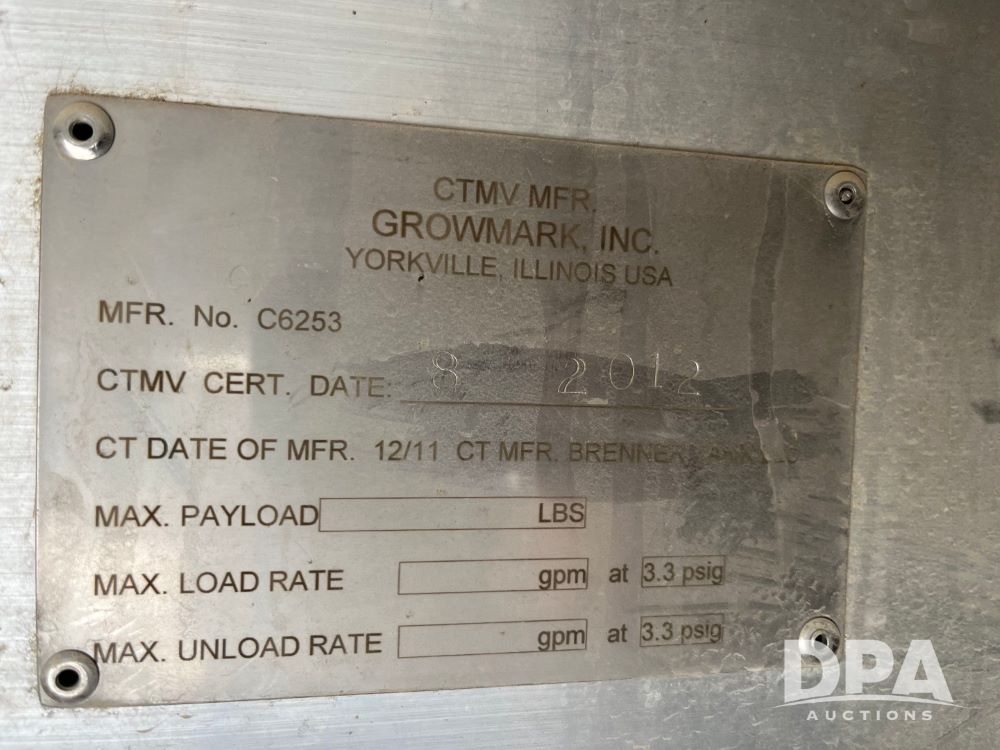 CTMV MFR.
GROWMARK, INC.
YORKVILLE, ILLINOIS USA
MFR. No. C6253
CTMV CERT. DATE: 8 2012
CT DATE OF MFR. 12/11 CT MFR. BRENNER
MAX. PAYLOAD LBS
MAX. LOAD RATE gpm at 3.3 psig
MAX. UNLOAD RATE gpm at 3.3 psig
DPA
AUCTIONS